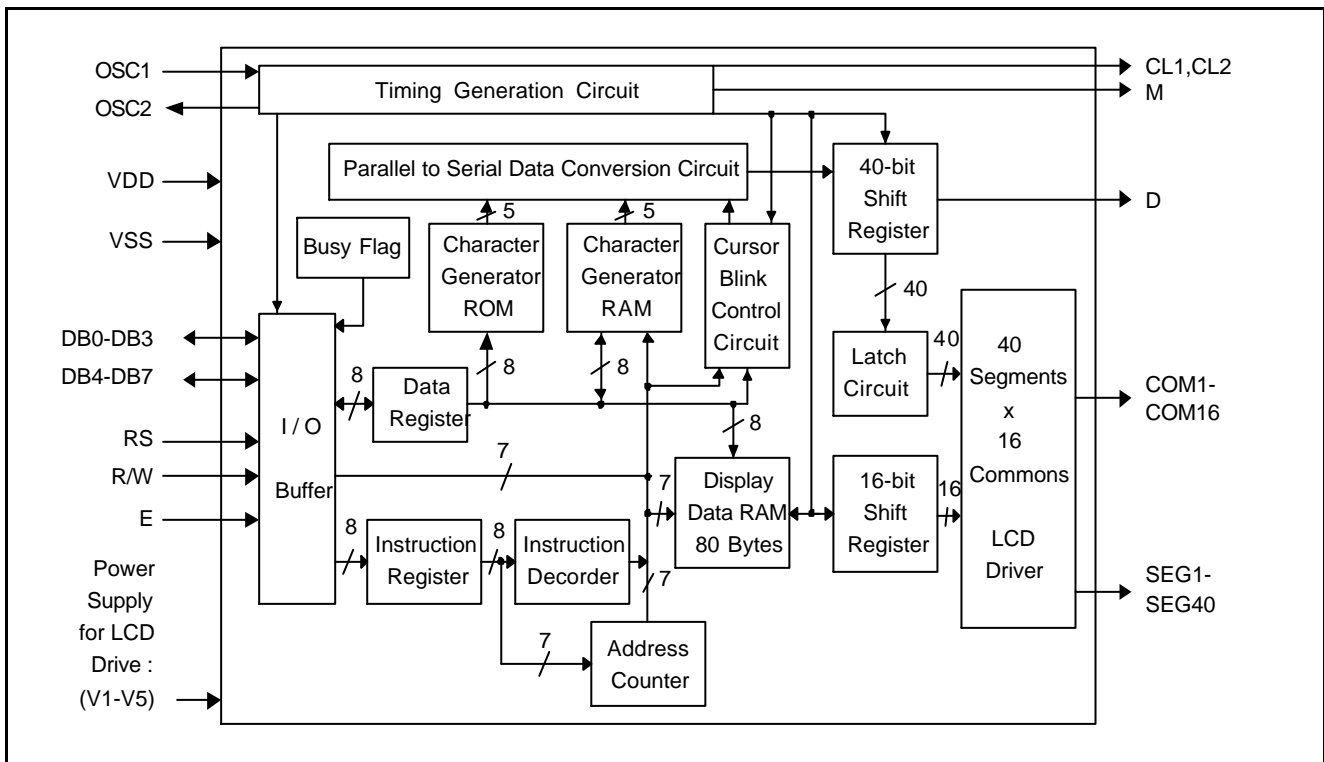 OSC1
OSC2
VDD
VSS
DB0-DB3
DB4-DB7
RS
R/W
E
Power
Supply
for LCD
Drive :
(V1-V5)
Timing Generation Circuit
CL1,CL2
M
Parallel to Serial Data Conversion Circuit
40-bit
Shift
Register
D
5
5
Busy Flag
Character
Generator
ROM
Character
Generator
RAM
Cursor
Blink
Control
Circuit
40
8
8
8
Data
Register
Latch
Circuit
40
40
Segments
x
16
Commons
LCD
Driver
COM1-
COM16
SEG1-
SEG40
I / O
Buffer
7
8
7
Display
Data RAM
80 Bytes
16-bit
Shift
Register
16
8
Instruction
Register
8
Instruction
Decorder
7
7
Address
Counter